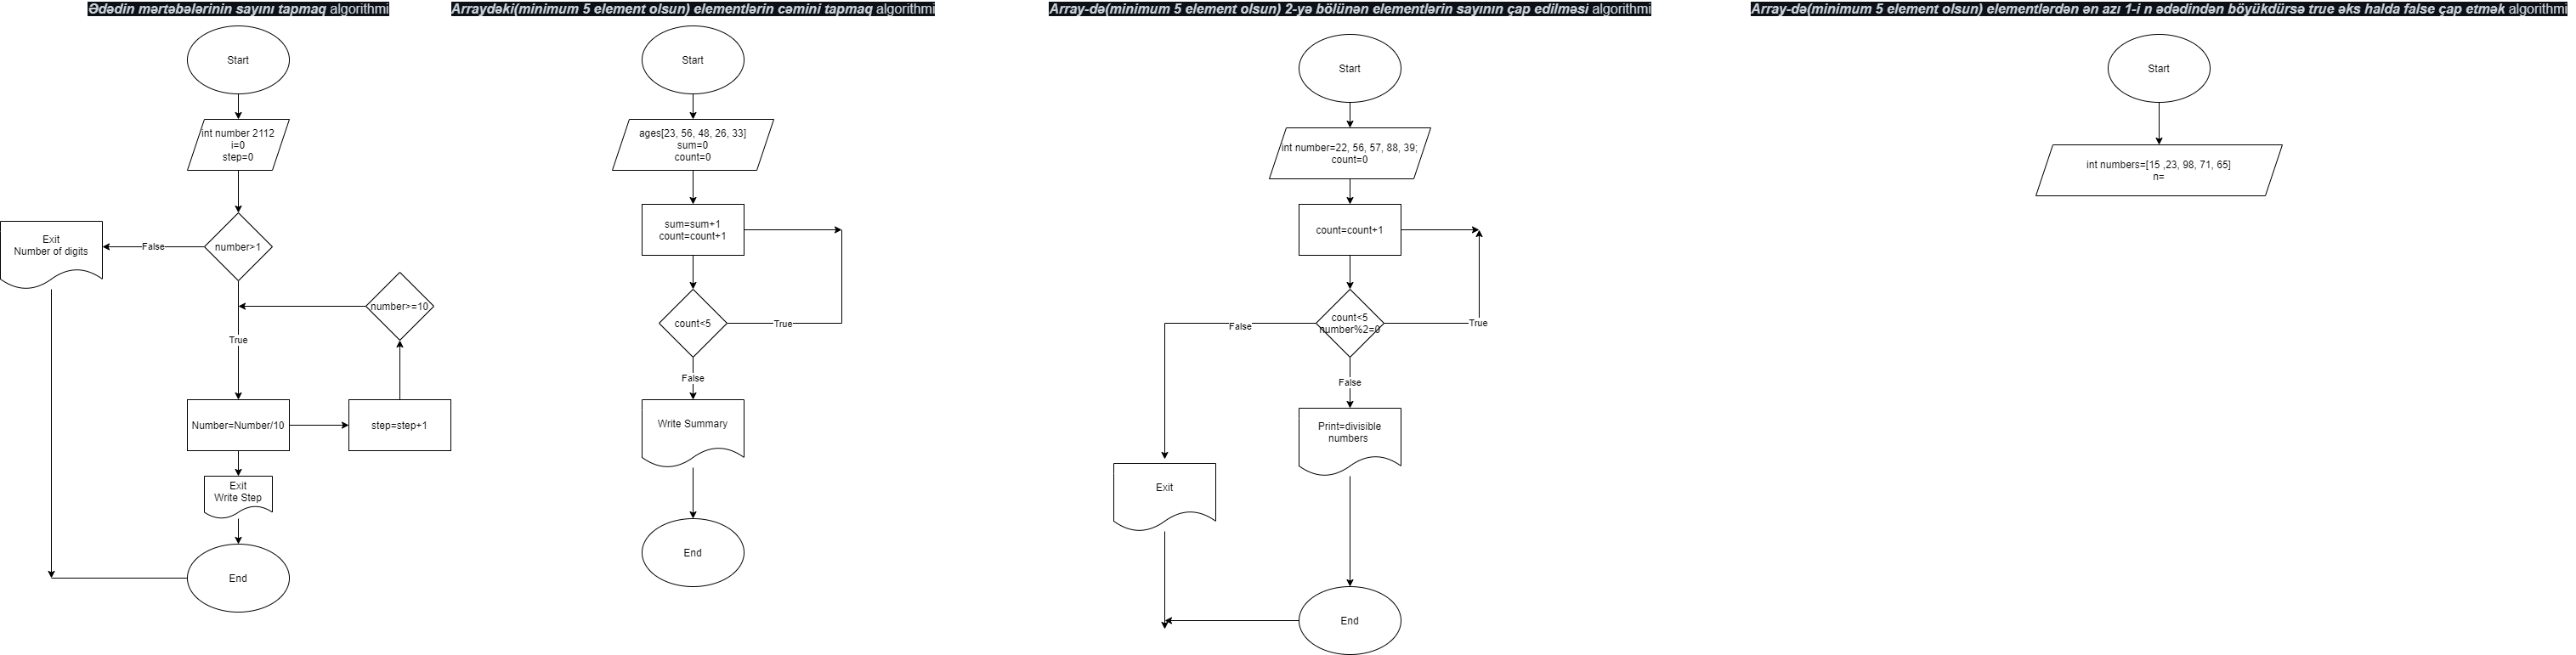 Ədədin mərtəbələrinin sayını tapmaq algorithmi
Start
int number 2112
i=0
step=0
number>1
False
Exit
Number of digits
number>=10
True
Number=Number/10
step=step+1
Exit
Write Step
End
Arraydəki(minimum 5 element olsun) elementlərin cəmini tapmaq algorithmi
Start
ages[23, 56, 48, 26, 33]
sum=0
count=0
sum=sum+1
count=count+1
count<5
True
False
Write Summary
End
Array-də(minimum 5 element olsun) 2-yə bölünən elementlərin sayının çap edilməsi algorithmi
Start
int number=22, 56, 57, 88, 39;
count=0
count=count+1
count<5
number%2=0
False
True
False
Print=divisible
numbers
Exit
End
Array-də(minimum 5 element olsun) elementlərdən ən azı 1-i n ədədindən böyükdürsə true əks halda false çap etmək algorithmi
Start
int numbers=[15 ,23, 98, 71, 65]
n=